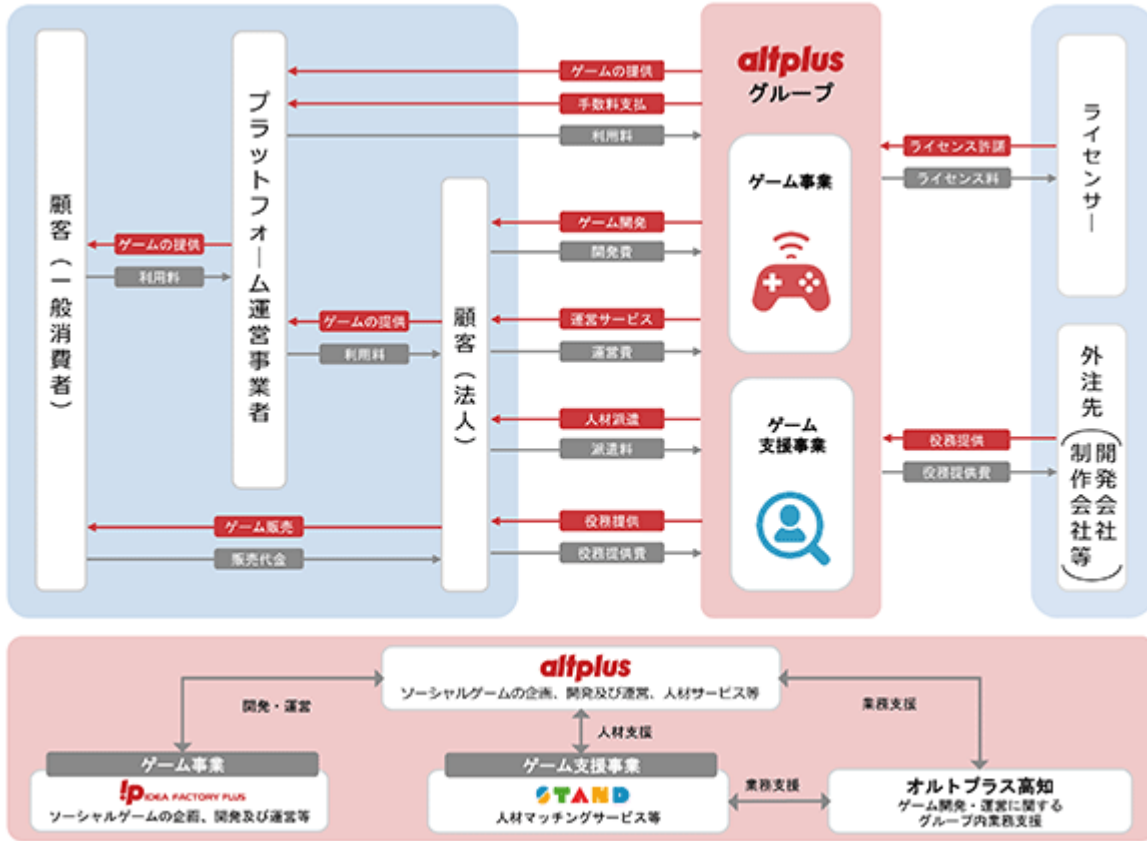 顧客（一般消費者）
ゲームの提供
利用料
プラットフォーム運営事業者
ゲームの提供
利用料
ゲーム販売
販売代金
顧客（法人）
ゲームの提供
手数料支払
利用料
ゲーム開発
開発費
運営サービス
運営費
人材派遣
派遣料
役務提供
役務提供費
altplus
グループ
ゲーム事業
ゲーム
支援事業
ライセンス許諾
ライセンス料
役務提供
役務提供費
ライセンサー
外注先
（開発会社
制作会社等）
altplus
ソーシャルゲームの企画、開発及び運営、人材サービス等
開発・運営
人材支援
業務支援
ゲーム事業
!P IDEA FACTORY PLUS
ソーシャルゲームの企画、開発及び運営等
ゲーム支援事業
STAND
人材マッチングサービス等
業務支援
オルトプラス高知
ゲーム開発・運営に関する
グループ内業務支援